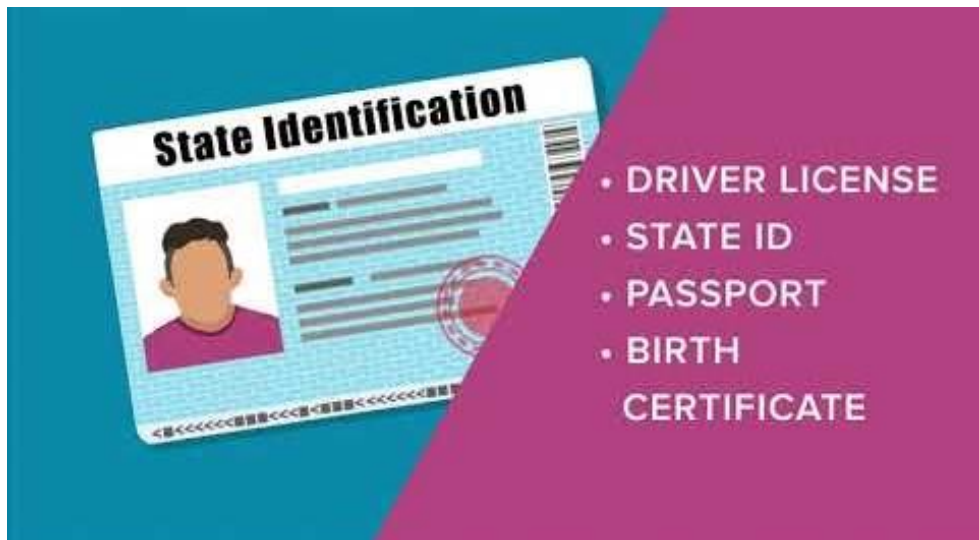 State Identification
• DRIVER LICENSE
• STATE ID
• PASSPORT
• BIRTH
CERTIFICATE